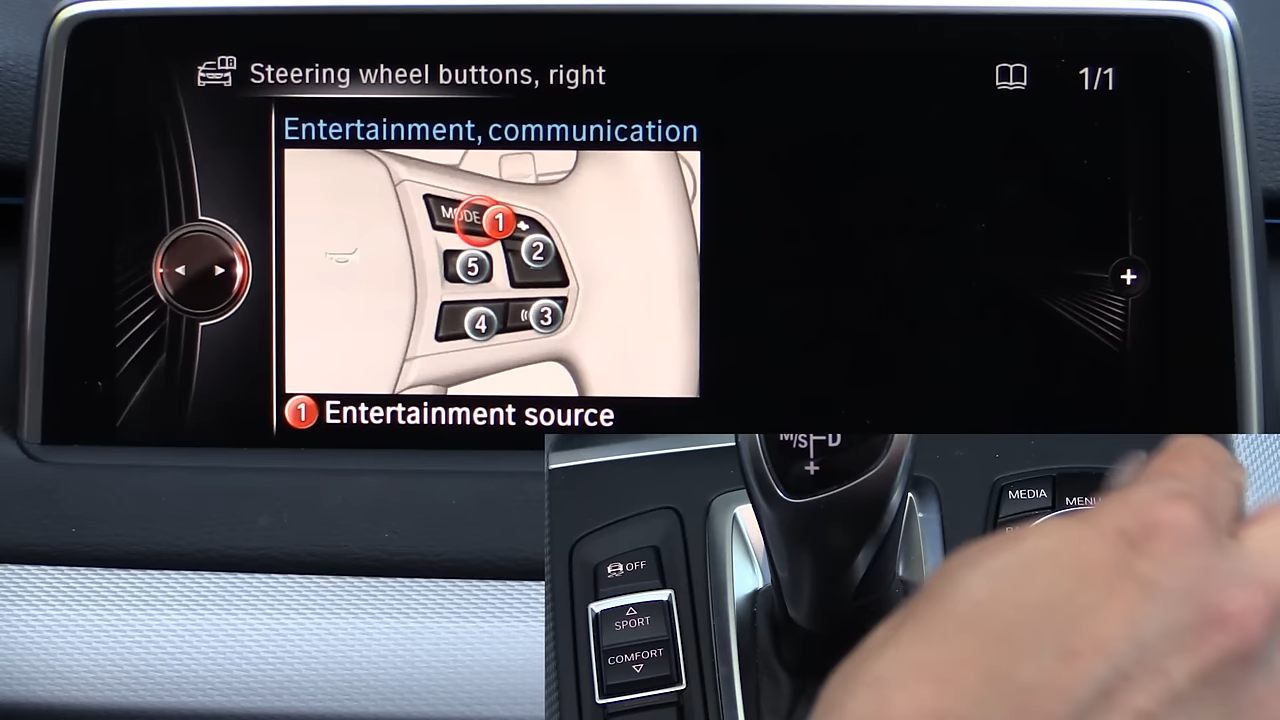 Steering wheel buttons, right
1/1
Entertainment, communication
MODE 1
+
2
5
4
3
1 Entertainment source
+
M/S D
+
MEDIA
MENU
OFF
SPORT
COMFORT